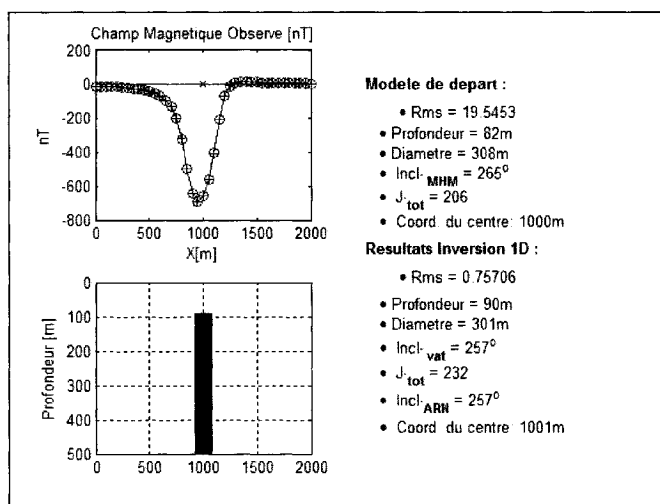 Champ Magnetique Observe [nT]
200
0
-200
-400
-600
-800
nT
0 500 1000 1500 2000
X[m]
0
100
200
300
400
500
Profondeur [m]
0 500 1000 1500 2000
Modele de depart :
• Rms = 19.5453
• Profondeur = 82m
• Diametre = 308m
• Incl-MHM = 265°
• J-tot = 206
• Coord. du centre: 1000m
Resultats Inversion 1D :
• Rms = 0.75706
• Profondeur = 90m
• Diametre = 301m
• Incl-vat = 257°
• J-tot = 232
• Incl-ARN = 257°
• Coord. du centre: 1001m